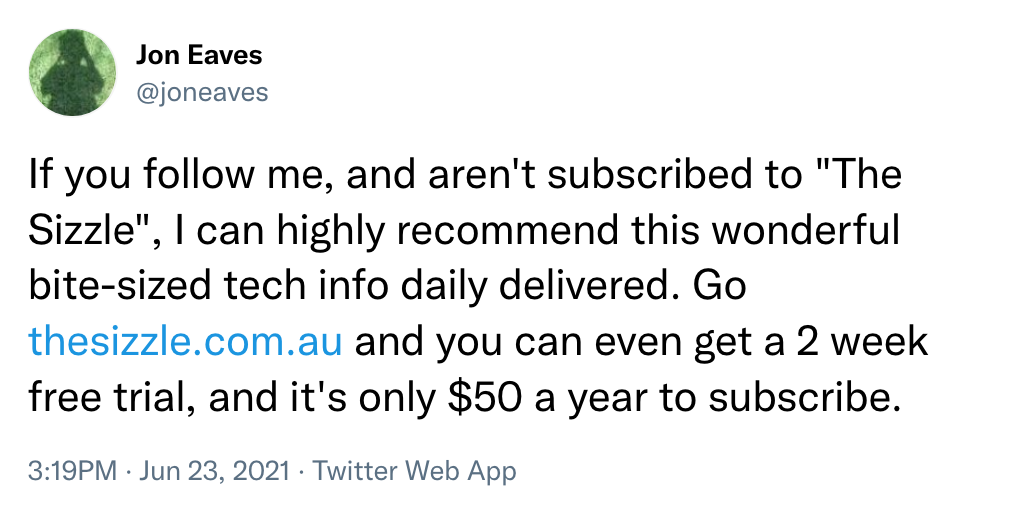 Jon Eaves
@joneaves
If you follow me, and aren't subscribed to "The
Sizzle", I can highly recommend this wonderful
bite-sized tech info daily delivered. Go
thesizzle.com.au and you can even get a 2 week
free trial, and it's only $50 a year to subscribe.
3:19PM · Jun 23, 2021 · Twitter Web App